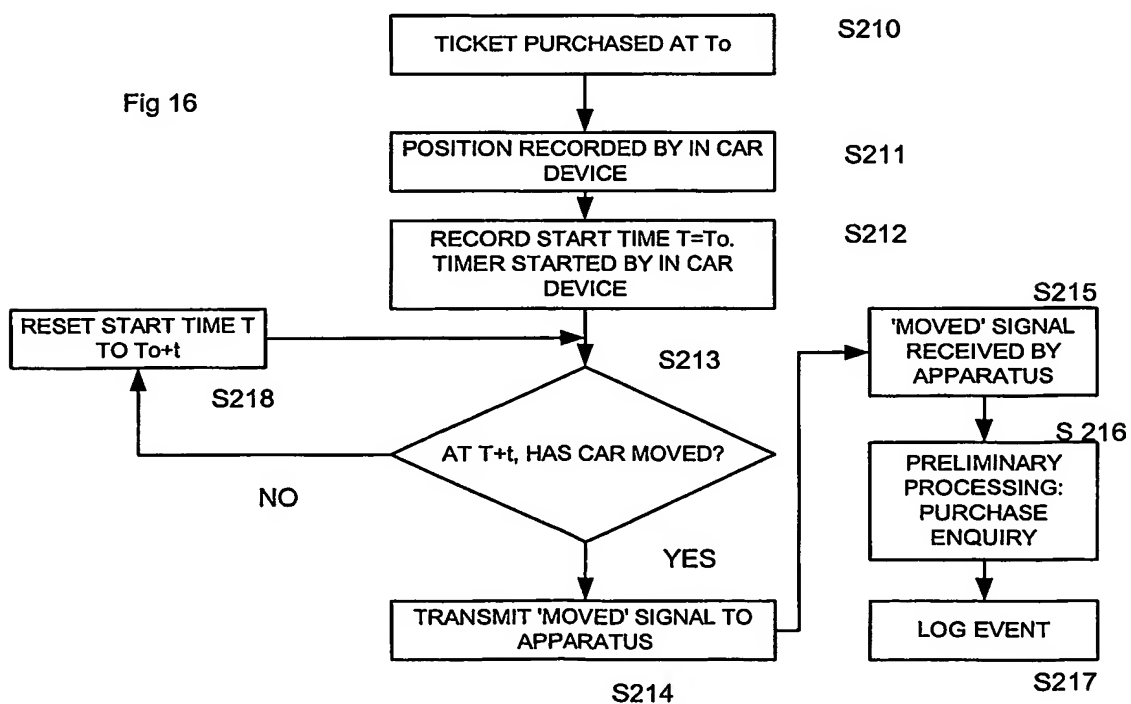 TICKET PURCHASED AT To
S210
Fig 16
POSITION RECORDED BY IN CAR
DEVICE
S211
RECORD START TIME T=To.
TIMER STARTED BY IN CAR
DEVICE
S212
RESET START TIME T
TO To+t
S218
S213
AT T+t, HAS CAR MOVED?
NO
YES
TRANSMIT 'MOVED' SIGNAL TO
APPARATUS
S214
S215
'MOVED' SIGNAL
RECEIVED BY
APPARATUS
S 216
PRELIMINARY
PROCESSING:
PURCHASE
ENQUIRY
LOG EVENT
S217